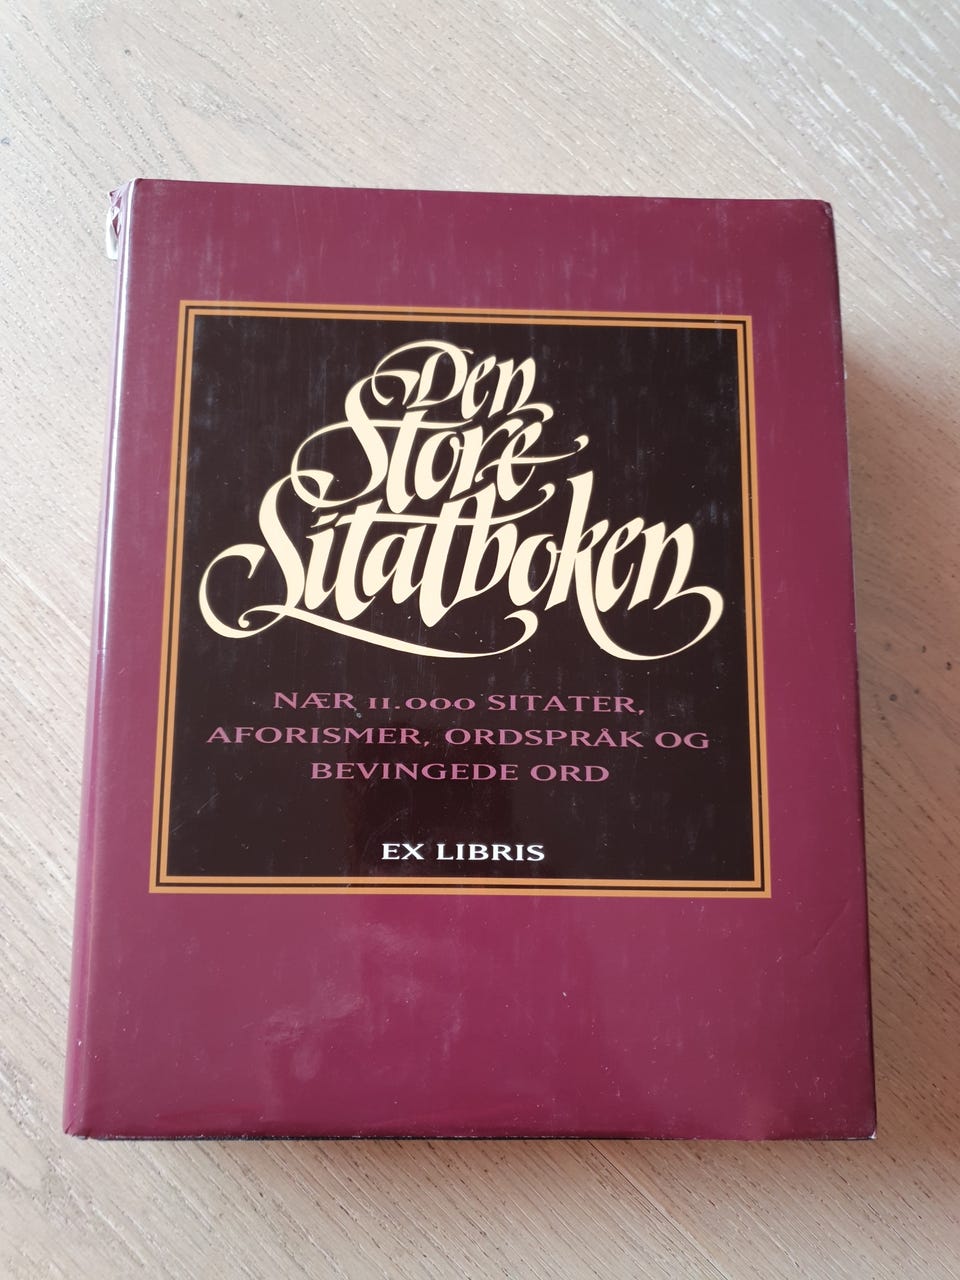 Den
Store
Sitatboken
NÆR 11.000 SITATER,
AFORISMER, ORDSPRÅK OG
BEVINGEDE ORD
EX LIBRIS